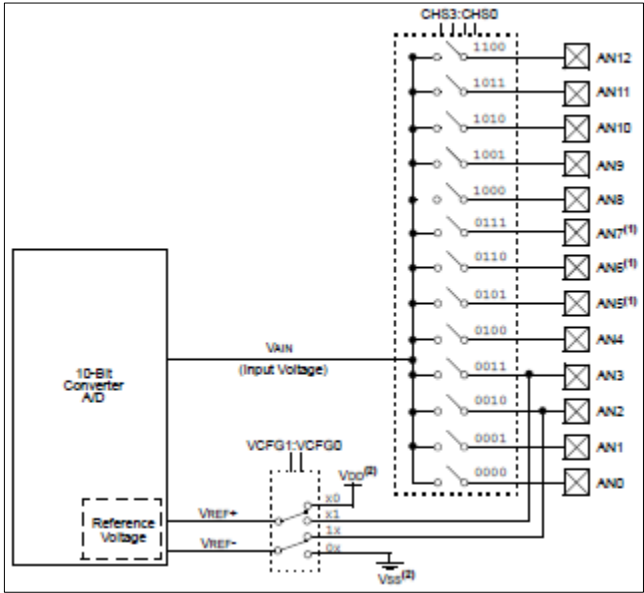 CHS3:CHS0
1100 AN12
1011 AN11
1010 AN10
1001 AN9
1000 AN8
0111 AN7(1)
0110 AN6(1)
0101 AN5(1)
0100 AN4
0011 AN3
0010 AN2
0001 AN1
0000 AN0
VAIN
(Input Voltage)
10-Bit
Converter
A/D
VCFG1:VCFG0
VDD(2)
x0
x1
1x
0x
VREF+
VREF-
Reference
Voltage
VSS(2)